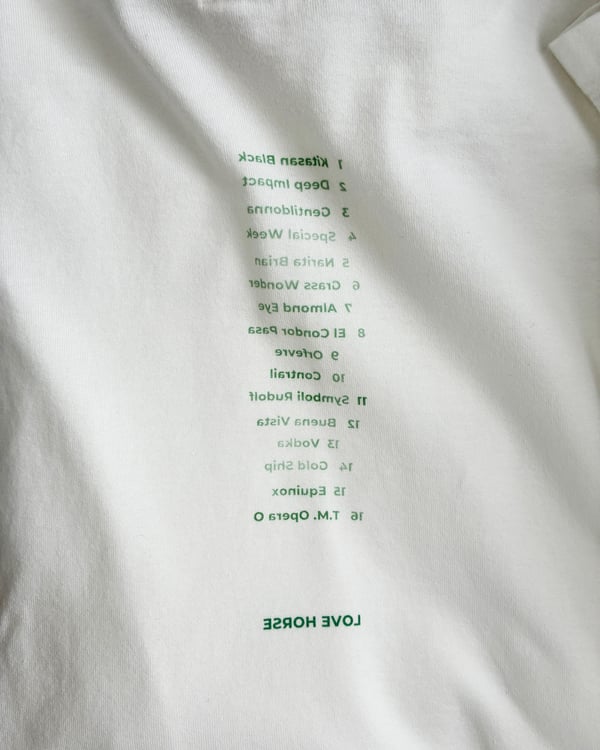 1 Kitasan Black
2 Deep Impact
3 Gentildonna
4 Special Week
5 Narita Brian
6 Grass Wonder
7 Almond Eye
8 El Condor Pasa
9 Orfevre
10 Contrail
11 Symboli Rudolf
12 Buena Vista
13 Vodka
14 Gold Ship
15 Equinox
16 T.M. Opera O
LOVE HORSE